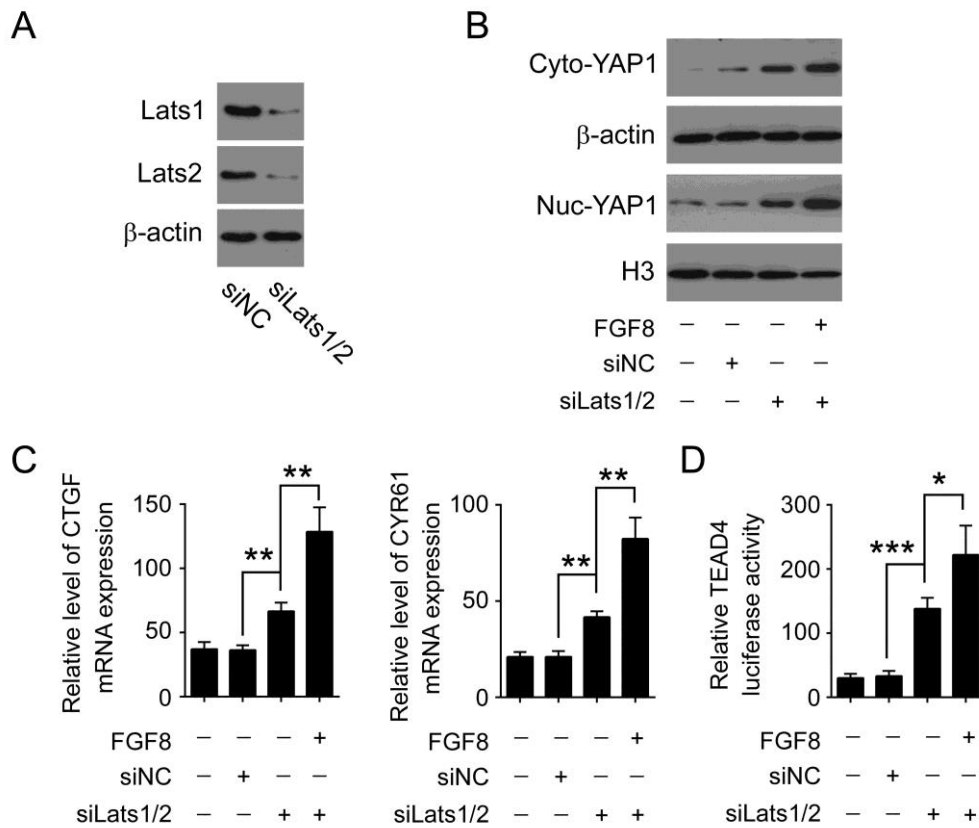 A
Lats1
Lats2
β-actin
siNC
siLats1/2
B
Cyto-YAP1
β-actin
Nuc-YAP1
H3
FGF8 – – – +
siNC – + – –
siLats1/2 – – + +
C
Relative level of CTGF
mRNA expression
150
100
50
0
**
**
FGF8 – – – +
siNC – + – –
siLats1/2 – – + +
Relative level of CYR61
mRNA expression
100
50
0
**
**
FGF8 – – – +
siNC – + – –
siLats1/2 – – + +
D
Relative TEAD4
luciferase activity
300
200
100
0
***
*
FGF8 – – – +
siNC – + – –
siLats1/2 – – + +